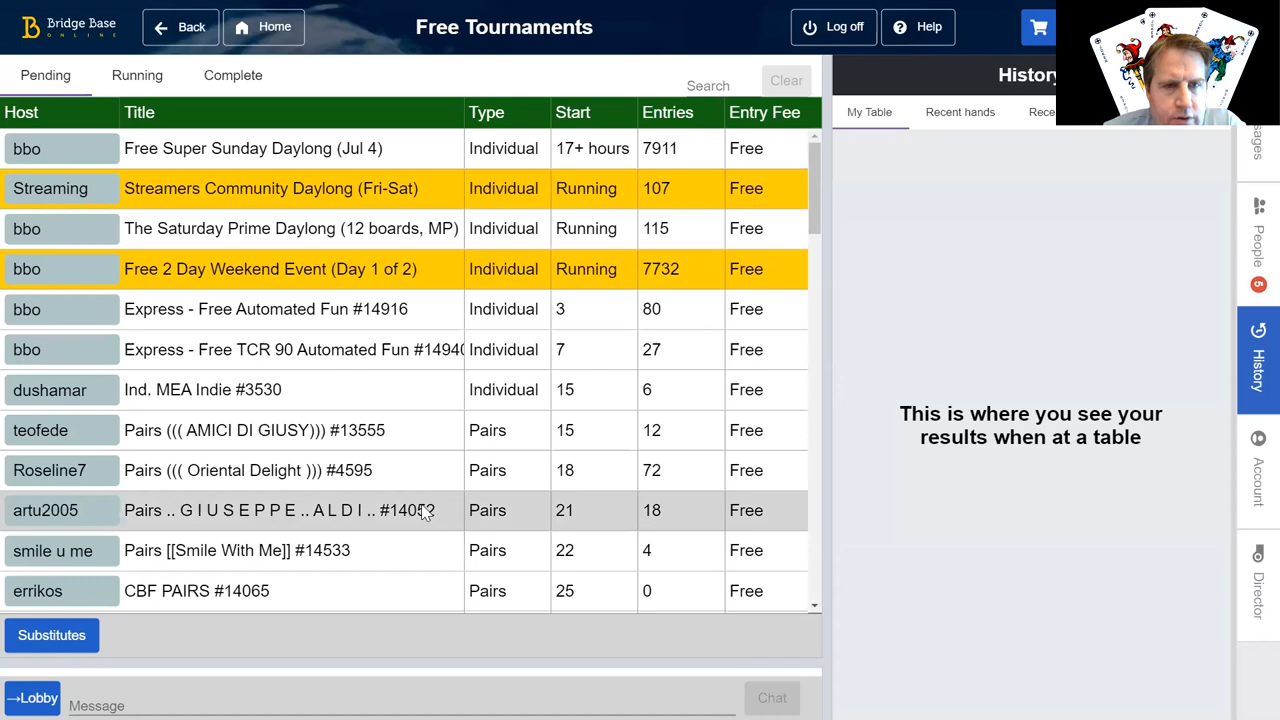 Bridge Base
ONLINE
Back
Home
Free Tournaments
Log off
Help
Pending
Running
Complete
Search
Clear
Host Title Type Start Entries Entry Fee
bbo Free Super Sunday Daylong (Jul 4) Individual 17+ hours 7911 Free
Streaming Streamers Community Daylong (Fri-Sat) Individual Running 107 Free
bbo The Saturday Prime Daylong (12 boards, MP) Individual Running 115 Free
bbo Free 2 Day Weekend Event (Day 1 of 2) Individual Running 7732 Free
bbo Express - Free Automated Fun #14916 Individual 3 80 Free
bbo Express - Free TCR 90 Automated Fun #14940 Individual 7 27 Free
dushamar Ind. MEA Indie #3530 Individual 15 6 Free
teofede Pairs ((( AMICI DI GIUSY))) #13555 Pairs 15 12 Free
Roseline7 Pairs ((( Oriental Delight ))) #4595 Pairs 18 72 Free
artu2005 Pairs .. G I U S E P P E .. A L D I .. Pairs 21 18 Free
smile u me Pairs [[Smile With Me]] #14533 Pairs 22 4 Free
errikos CBF PAIRS #14065 Pairs 25 0 Free
Substitutes
→Lobby
Message
Chat
History
My Table
Recent hands
This is where you see your
results when at a table
People
5
History
Account
Director